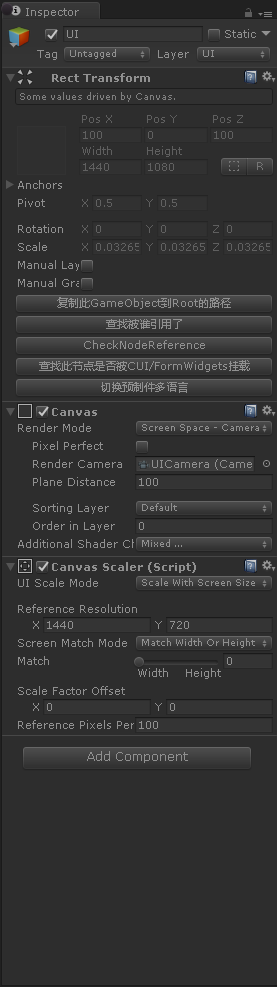 Inspector
UI Static
Tag Untagged Layer UI
Rect Transform
Some values driven by Canvas.
Pos X Pos Y Pos Z
100 0 100
Width Height
1440 1080
R
Anchors
Pivot X 0.5 Y 0.5
Rotation X 0 Y 0 Z 0
Scale X 0.03265 Y 0.03265 Z 0.03265
Manual Lay
Manual Gra
复制此GameObject到Root的路径
查找被谁引用了
CheckNodeReference
查找此节点是否被CUI/FormWidgets挂载
切换预制件多语言
Canvas
Render Mode Screen Space - Camera
Pixel Perfect
Render Camera UICamera (Came
Plane Distance 100
Sorting Layer Default
Order in Layer 0
Additional Shader Ch Mixed ...
Canvas Scaler (Script)
UI Scale Mode Scale With Screen Size
Reference Resolution
X 1440 Y 720
Screen Match Mode Match Width Or Height
Match 0
Width Height
Scale Factor Offset
X 0 Y 0
Reference Pixels Per 100
Add Component